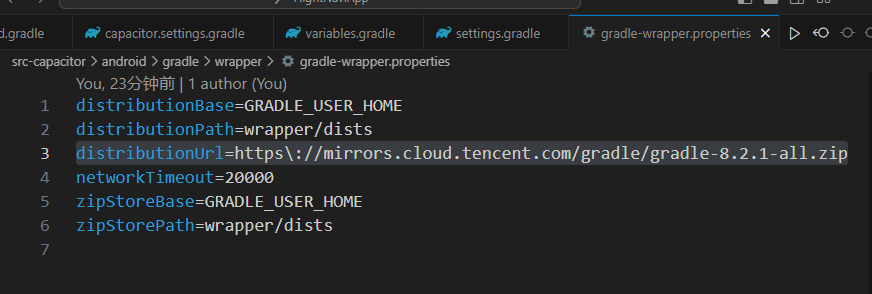 d.gradle capacitor.settings.gradle variables.gradle settings.gradle gradle-wrapper.properties
src-capacitor > android > gradle > wrapper > gradle-wrapper.properties
You, 23分钟前 | 1 author (You)
1 distributionBase=GRADLE_USER_HOME
2 distributionPath=wrapper/dists
3 distributionUrl=https\://mirrors.cloud.tencent.com/gradle/gradle-8.2.1-all.zip
4 networkTimeout=20000
5 zipStoreBase=GRADLE_USER_HOME
6 zipStorePath=wrapper/dists
7